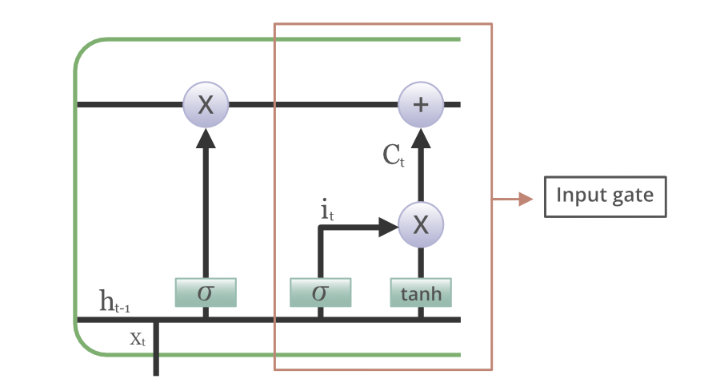 X
+
Cₜ
iₜ
X
Input gate
σ
σ
tanh
hₜ₋₁
Xₜ